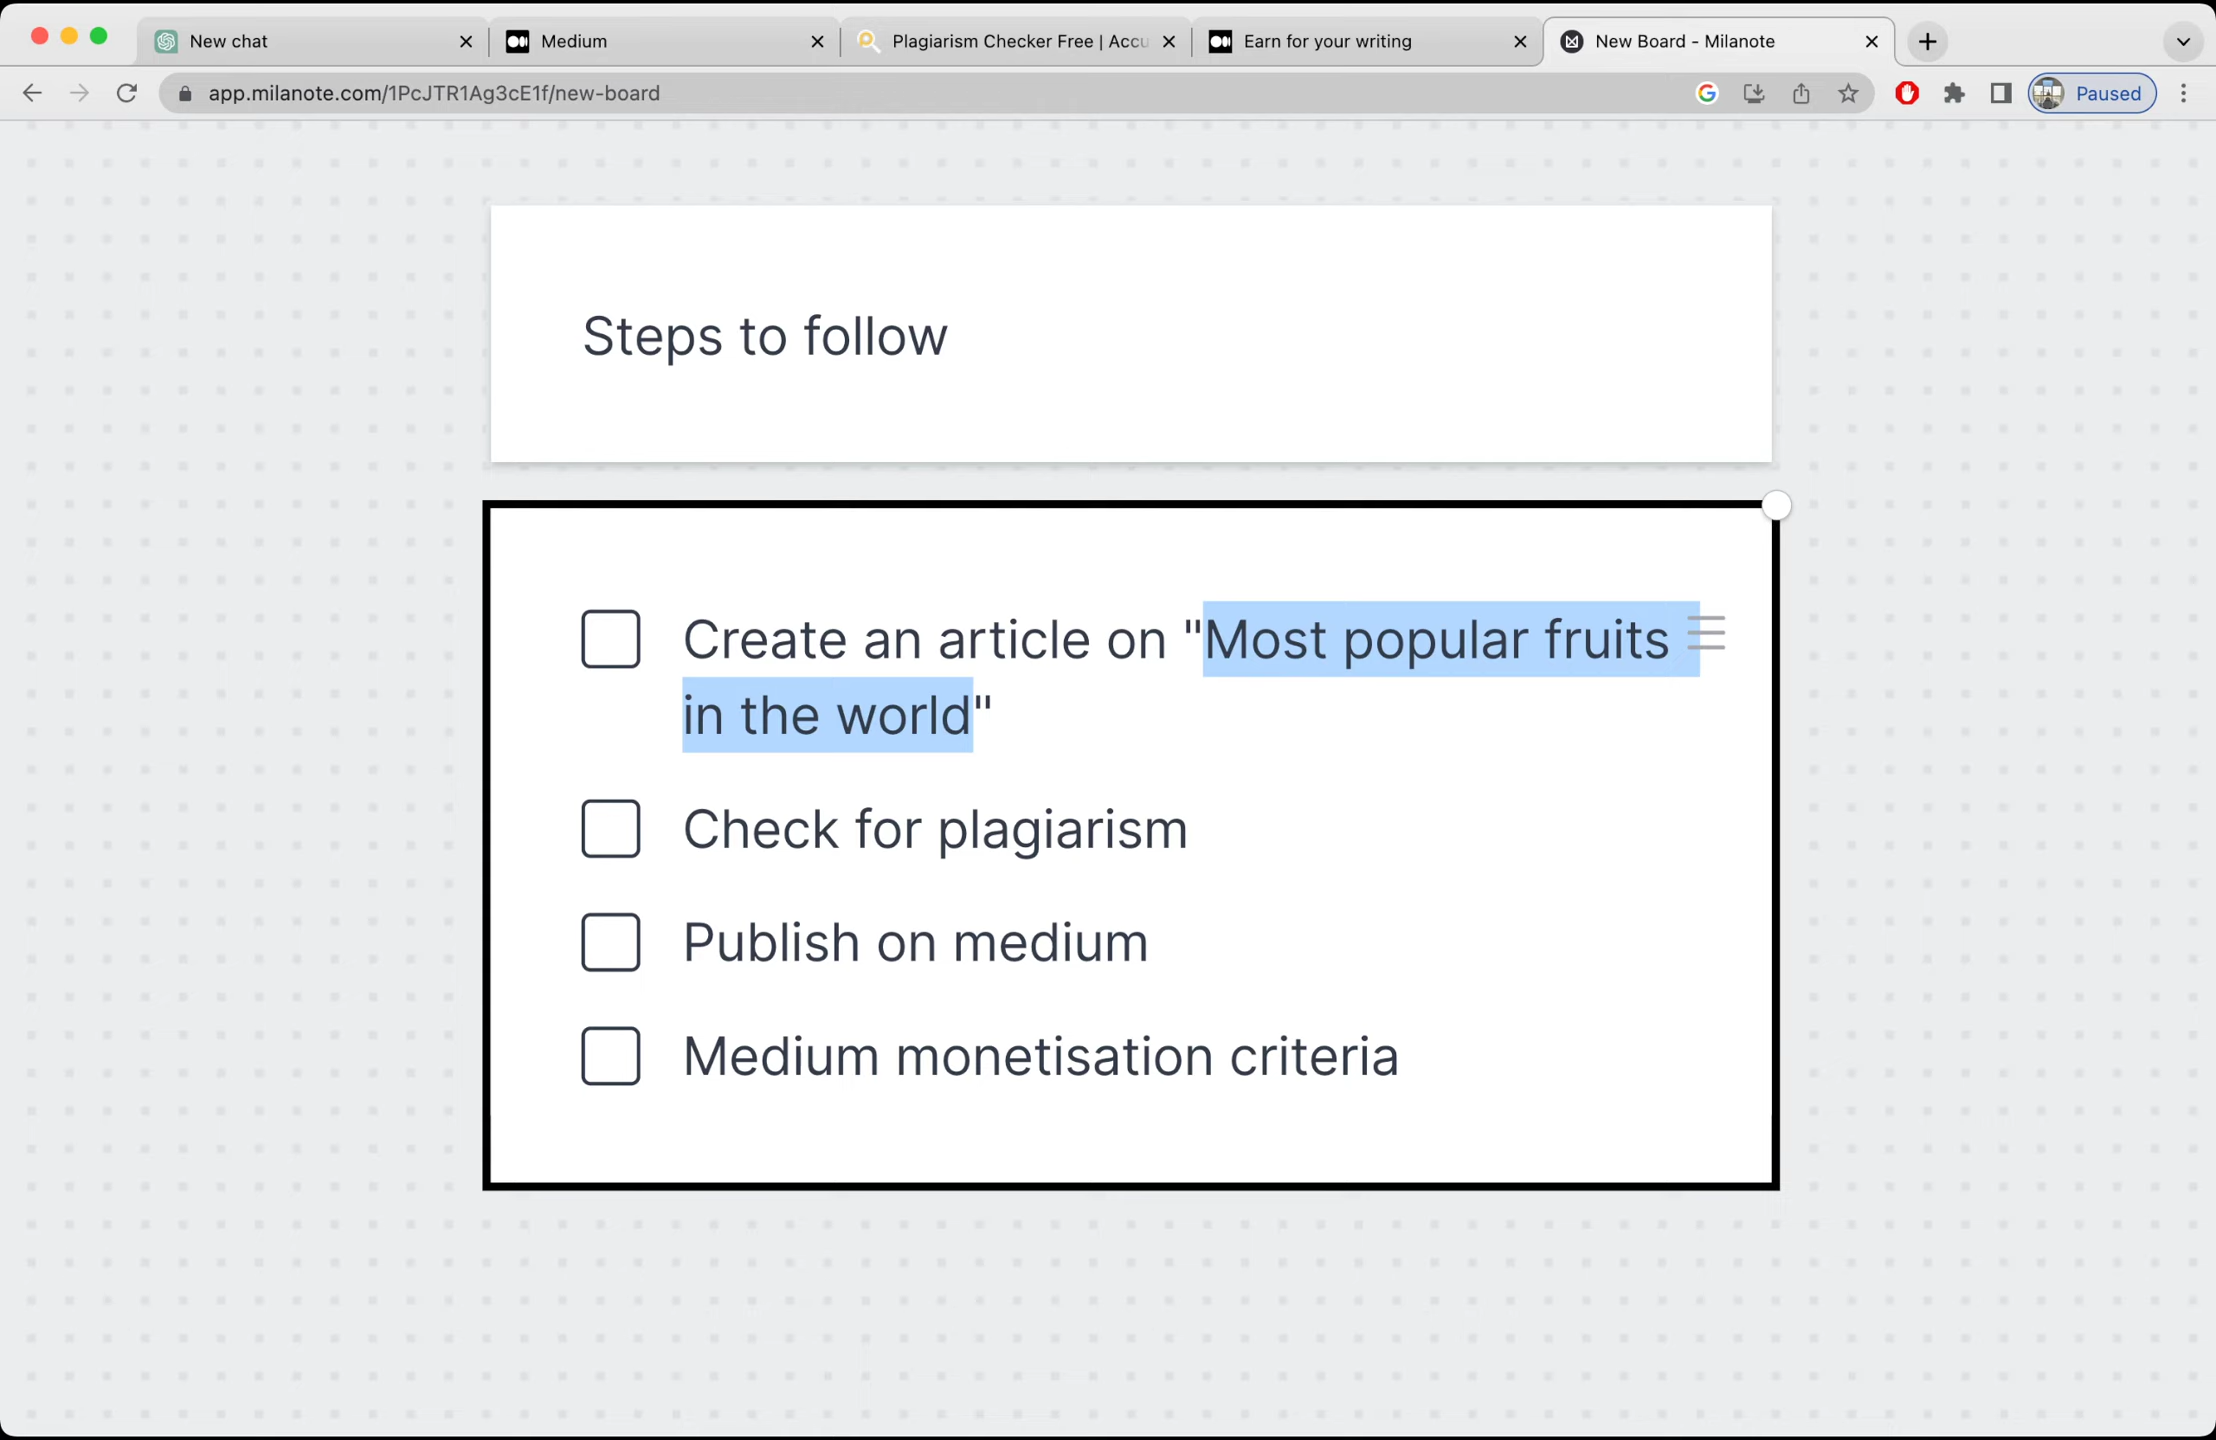 New chat
Medium
Plagiarism Checker Free | Accu
Earn for your writing
New Board - Milanote
app.milanote.com/1PcJTR1Ag3cE1f/new-board
Paused
Steps to follow
Create an article on "Most popular fruits
in the world"
Check for plagiarism
Publish on medium
Medium monetisation criteria